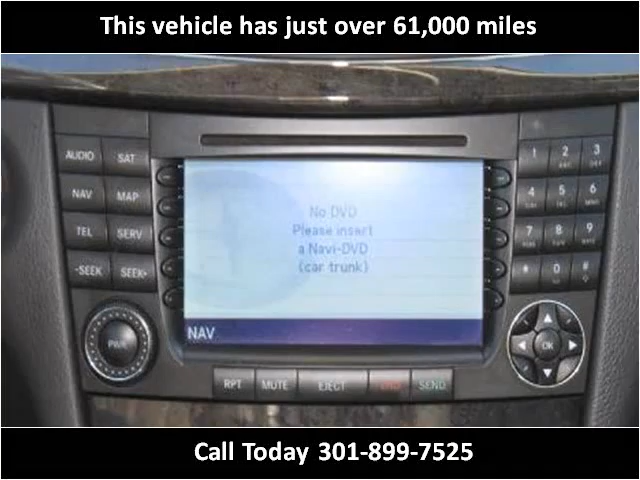 This vehicle has just over 61,000 miles
AUDIO SAT
NAV MAP
TEL SERV
-SEEK SEEK+
PWR
No DVD
Please insert
a Navi-DVD
(car trunk)
NAV
1 2 3
4 5 6
7 8 9
* 0 #
OK
RPT MUTE EJECT END SEND
Call Today 301-899-7525